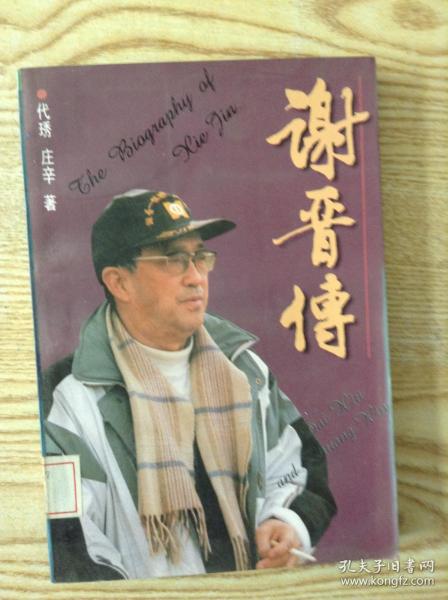 谢晋傳
代琇 庄辛 著
The Biography of
Xie Jin
Dai Xiu
and Zhuang Xin
孔夫子旧书网
www.kongfz.com